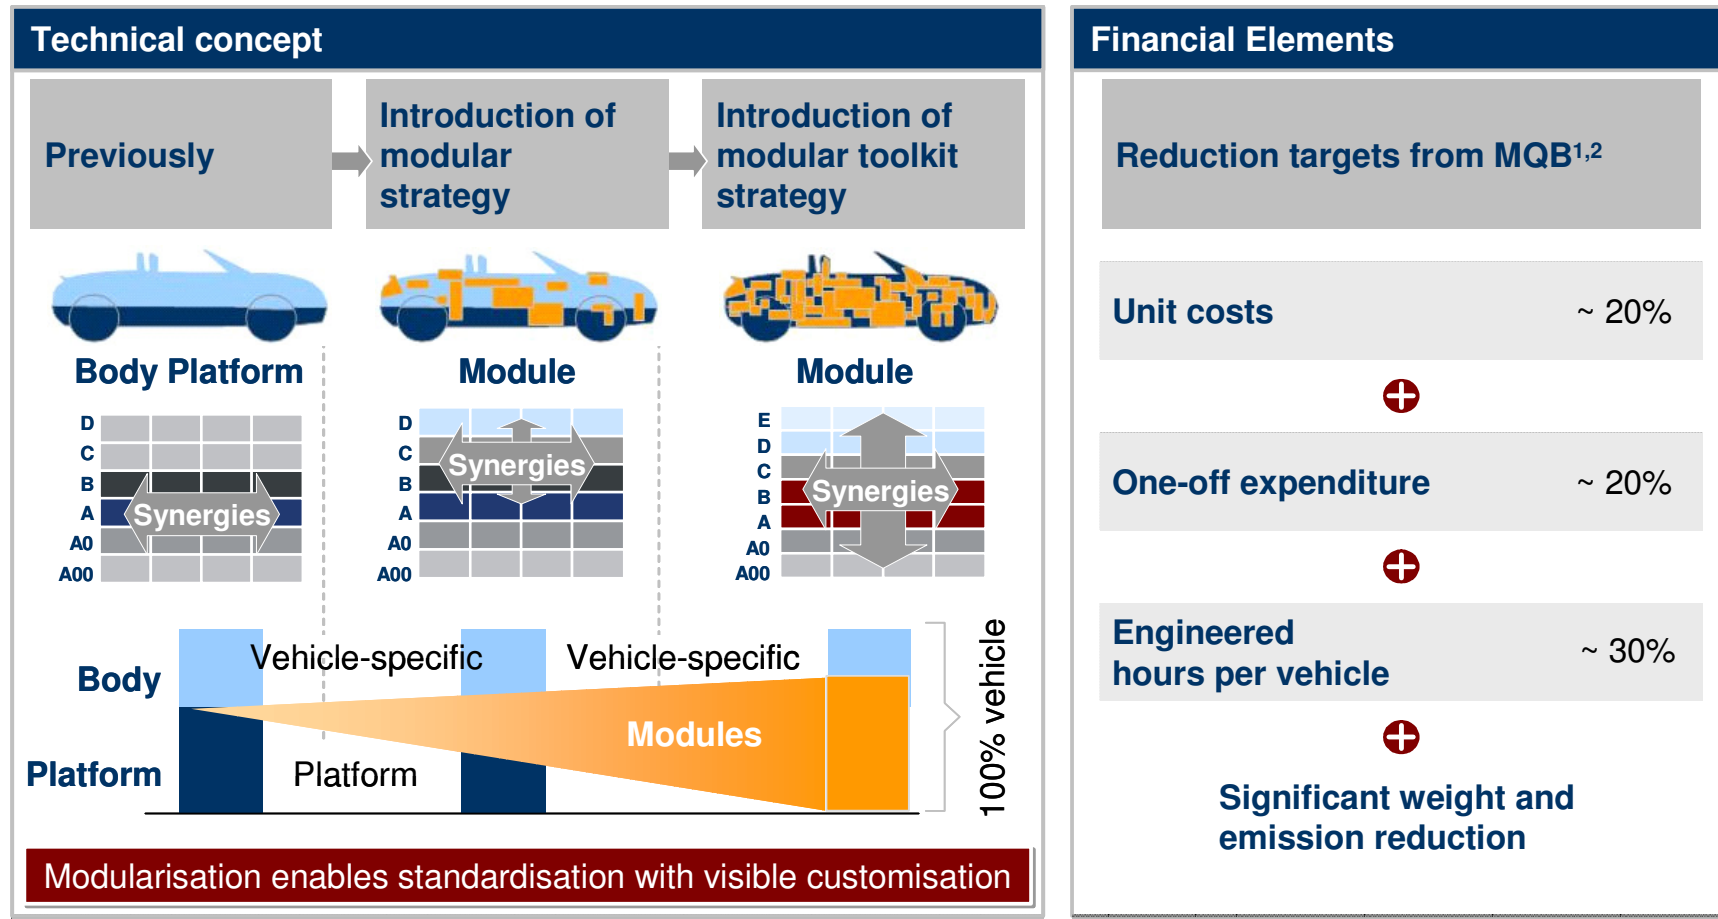 Technical concept
Previously
Introduction of
modular
strategy
Introduction of
modular toolkit
strategy
Body Platform
Module
Module
D
C
B
A
A0
A00
Synergies
D
C
B
A
A0
A00
Synergies
E
D
C
B
A
A0
A00
Synergies
Body
Platform
Vehicle-specific
Vehicle-specific
Platform
Modules
100% vehicle
Modularisation enables standardisation with visible customisation
Financial Elements
Reduction targets from MQB¹,²
Unit costs ~ 20%
One-off expenditure ~ 20%
Engineered
hours per vehicle ~ 30%
Significant weight and
emission reduction